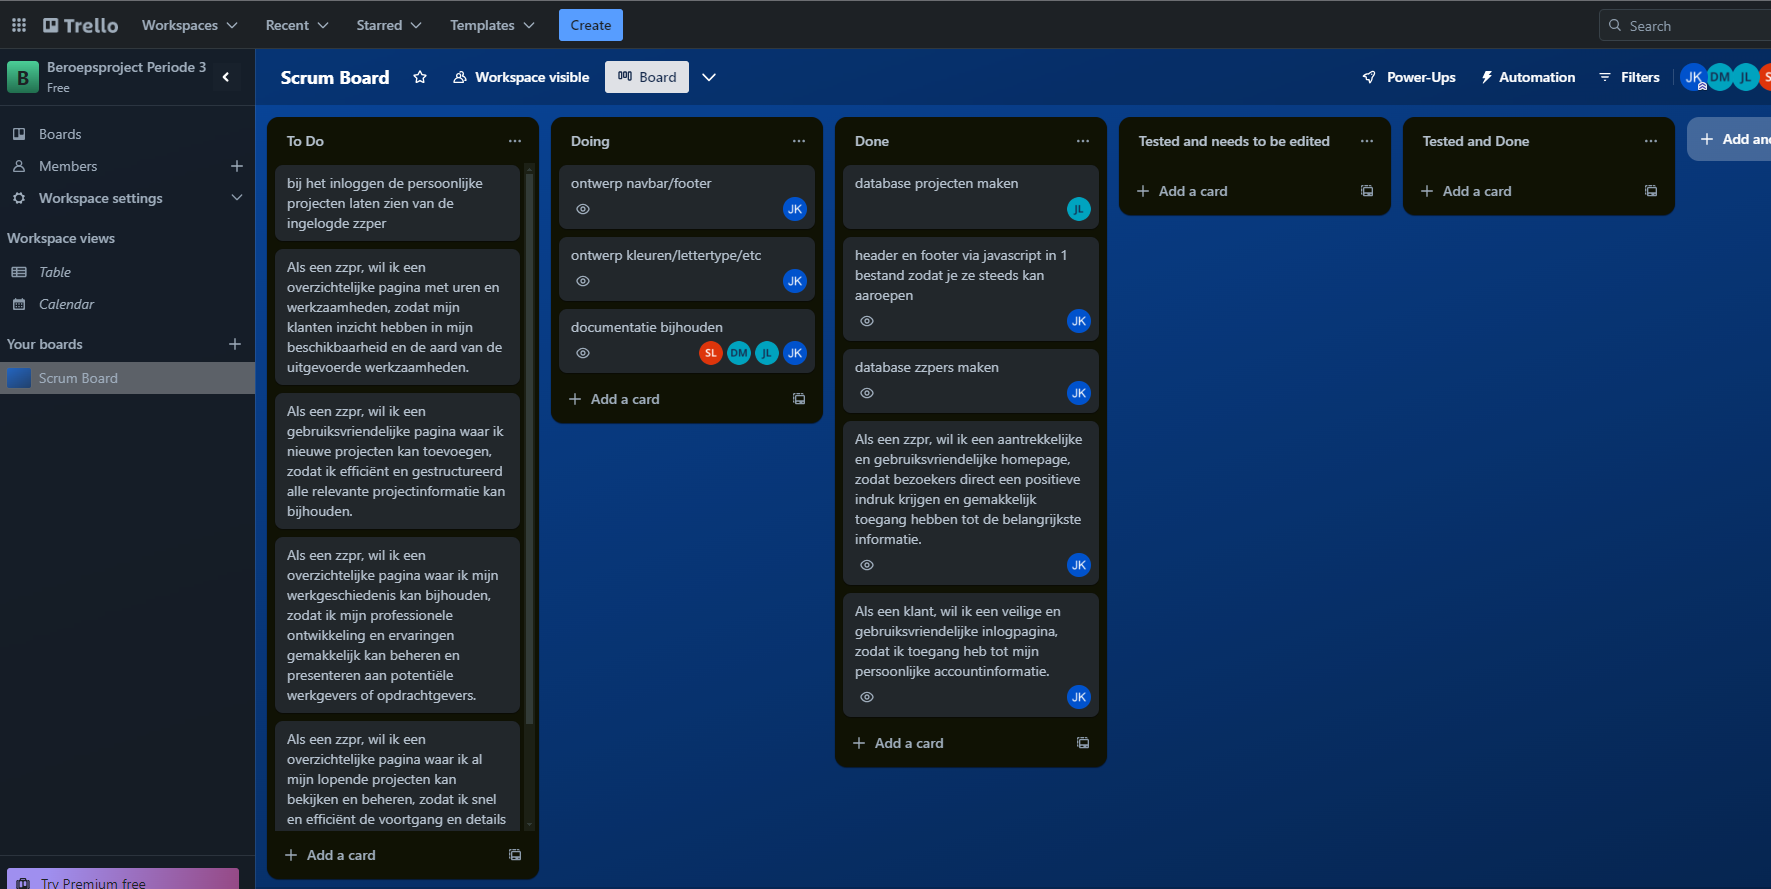 Trello
Workspaces
Recent
Starred
Templates
Create
Search
B
Beroepsproject Periode 3
Free
Boards
Members
Workspace settings
Workspace views
Table
Calendar
Your boards
Scrum Board
Try Premium free
Scrum Board
Workspace visible
Board
Power-Ups
Automation
Filters
JK
DM
JL
S
To Do
bij het inloggen de persoonlijke
projecten laten zien van de
ingelogde zzper
Als een zzpr, wil ik een
overzichtelijke pagina met uren en
werkzaamheden, zodat mijn
klanten inzicht hebben in mijn
beschikbaarheid en de aard van de
uitgevoerde werkzaamheden.
Als een zzpr, wil ik een
gebruiksvriendelijke pagina waar ik
nieuwe projecten kan toevoegen,
zodat ik efficiënt en gestructureerd
alle relevante projectinformatie kan
bijhouden.
Als een zzpr, wil ik een
overzichtelijke pagina waar ik mijn
werkgeschiedenis kan bijhouden,
zodat ik mijn professionele
ontwikkeling en ervaringen
gemakkelijk kan beheren en
presenteren aan potentiële
werkgevers of opdrachtgevers.
Als een zzpr, wil ik een
overzichtelijke pagina waar ik al
mijn lopende projecten kan
bekijken en beheren, zodat ik snel
en efficiënt de voortgang en details
Add a card
Doing
ontwerp navbar/footer
JK
ontwerp kleuren/lettertype/etc
JK
documentatie bijhouden
SL DM JL JK
Add a card
Done
database projecten maken
JL
header en footer via javascript in 1
bestand zodat je ze steeds kan
aaroepen
JK
database zzpers maken
JK
Als een zzpr, wil ik een aantrekkelijke
en gebruiksvriendelijke homepage,
zodat bezoekers direct een positieve
indruk krijgen en gemakkelijk
toegang hebben tot de belangrijkste
informatie.
JK
Als een klant, wil ik een veilige en
gebruiksvriendelijke inlogpagina,
zodat ik toegang heb tot mijn
persoonlijke accountinformatie.
JK
Add a card
Tested and needs to be edited
Add a card
Tested and Done
Add a card
Add an